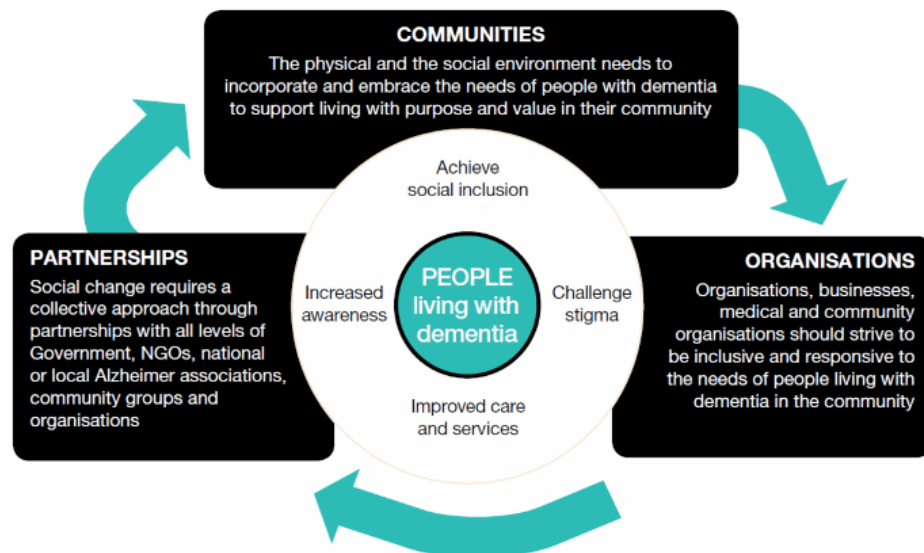 COMMUNITIES
The physical and the social environment needs to
incorporate and embrace the needs of people with dementia
to support living with purpose and value in their community
Achieve
social inclusion
PARTNERSHIPS
Social change requires a
collective approach through
partnerships with all levels of
Government, NGOs, national
or local Alzheimer associations,
community groups and
organisations
Increased
awareness
PEOPLE
living with
dementia
Challenge
stigma
ORGANISATIONS
Organisations, businesses,
medical and community
organisations should strive to
be inclusive and responsive to
the needs of people living with
dementia in the community
Improved care
and services